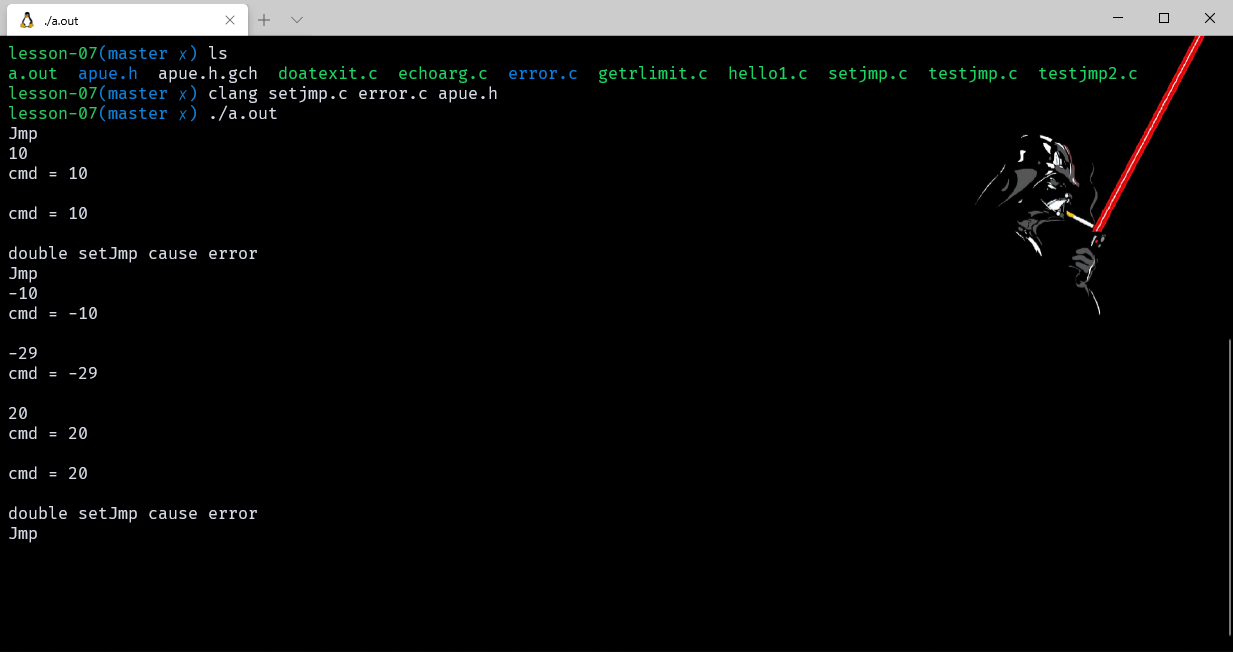 ./a.out
lesson-07(master ✗) ls
a.out  apue.h  apue.h.gch  doatexit.c  echoarg.c  error.c  getrlimit.c  hello1.c  setjmp.c  testjmp.c  testjmp2.c
lesson-07(master ✗) clang setjmp.c error.c apue.h
lesson-07(master ✗) ./a.out
Jmp
10
cmd = 10
cmd = 10
double setJmp cause error
Jmp
-10
cmd = -10
-29
cmd = -29
20
cmd = 20
cmd = 20
double setJmp cause error
Jmp